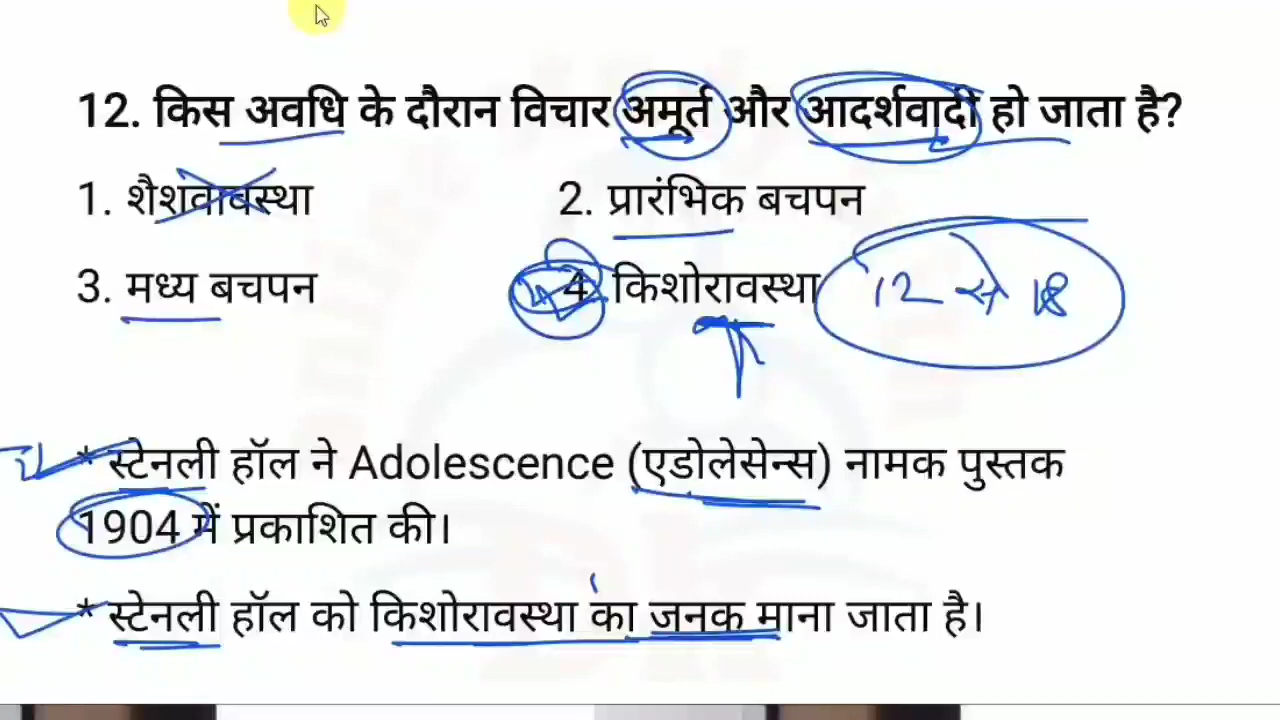 12. किस अवधि के दौरान विचार अमूर्त और आदर्शवादी हो जाता है?
1. शैशवावस्था 2. प्रारंभिक बचपन
3. मध्य बचपन 4. किशोरावस्था 12 से 18
* स्टेनली हॉल ने Adolescence (एडोलेसेन्स) नामक पुस्तक
1904 में प्रकाशित की।
* स्टेनली हॉल को किशोरावस्था का जनक माना जाता है।